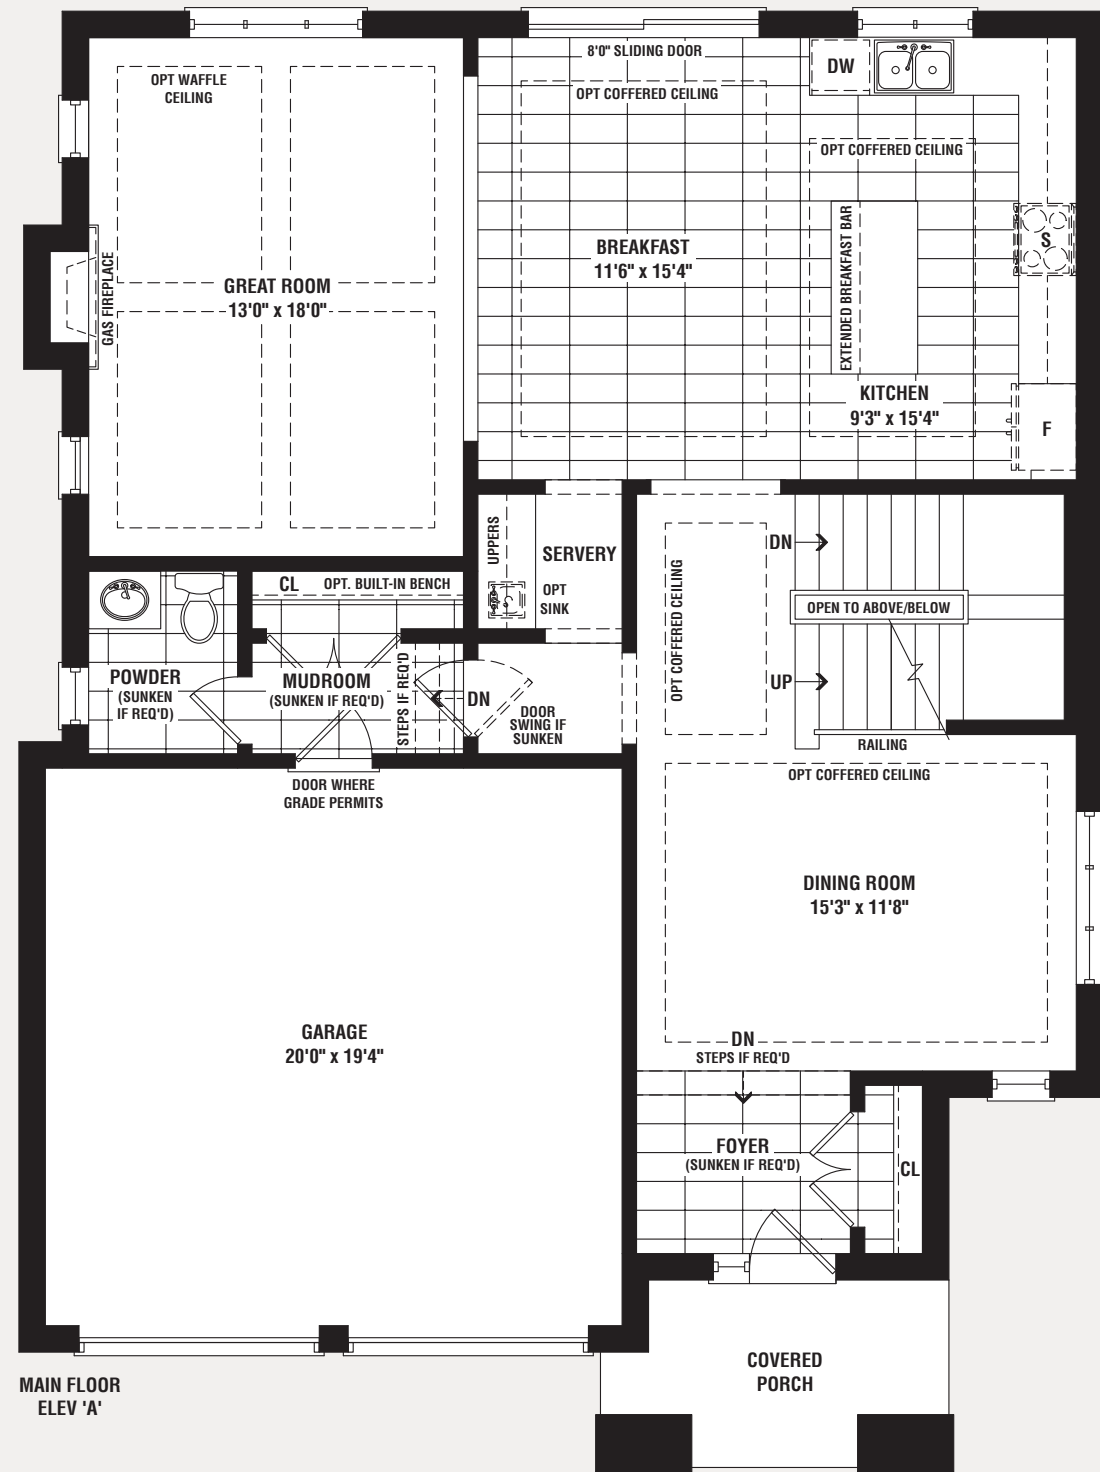 OPT WAFFLE
CEILING
GREAT ROOM
13'0" x 18'0"
GAS FIREPLACE
8'0" SLIDING DOOR
OPT COFFERED CEILING
BREAKFAST
11'6" x 15'4"
DW
OPT COFFERED CEILING
EXTENDED BREAKFAST BAR
S
KITCHEN
9'3" x 15'4"
F
UPPERS
SERVERY
OPT
SINK
OPT COFFERED CEILING
DN
OPEN TO ABOVE/BELOW
UP
RAILING
CL
OPT. BUILT-IN BENCH
POWDER
(SUNKEN
IF REQ'D)
MUDROOM
(SUNKEN IF REQ'D)
STEPS IF REQ'D
DN
DOOR
SWING IF
SUNKEN
DOOR WHERE
GRADE PERMITS
OPT COFFERED CEILING
DINING ROOM
15'3" x 11'8"
GARAGE
20'0" x 19'4"
DN
STEPS IF REQ'D
FOYER
(SUNKEN IF REQ'D)
CL
COVERED
PORCH
MAIN FLOOR
ELEV 'A'